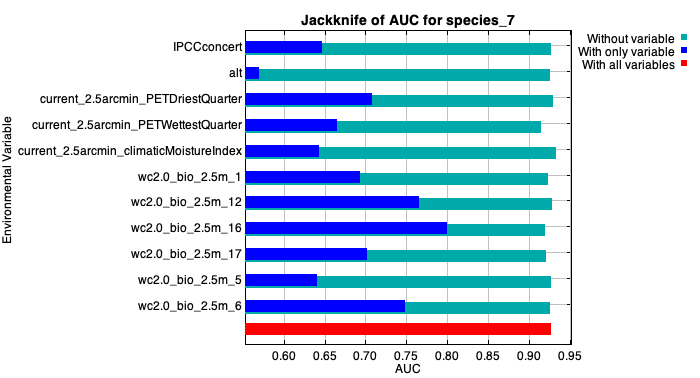 Jackknife of AUC for species_7
Without variable
With only variable
With all variables
Environmental Variable
IPCCconcert
alt
current_2.5arcmin_PETDriestQuarter
current_2.5arcmin_PETWettestQuarter
current_2.5arcmin_climaticMoistureIndex
wc2.0_bio_2.5m_1
wc2.0_bio_2.5m_12
wc2.0_bio_2.5m_16
wc2.0_bio_2.5m_17
wc2.0_bio_2.5m_5
wc2.0_bio_2.5m_6
0.60 0.65 0.70 0.75 0.80 0.85 0.90 0.95
AUC